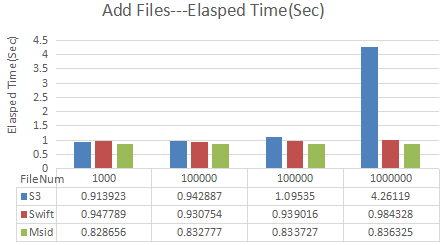 Add Files---Elasped Time(Sec)
Elasped Time(Sec)
4.5
4
3.5
3
2.5
2
1.5
1
0.5
0
FileNum 1000 100000 100000 1000000
S3 0.913923 0.942887 1.09535 4.26119
Swift 0.947789 0.930754 0.939016 0.984328
Msid 0.828656 0.832777 0.833727 0.836325